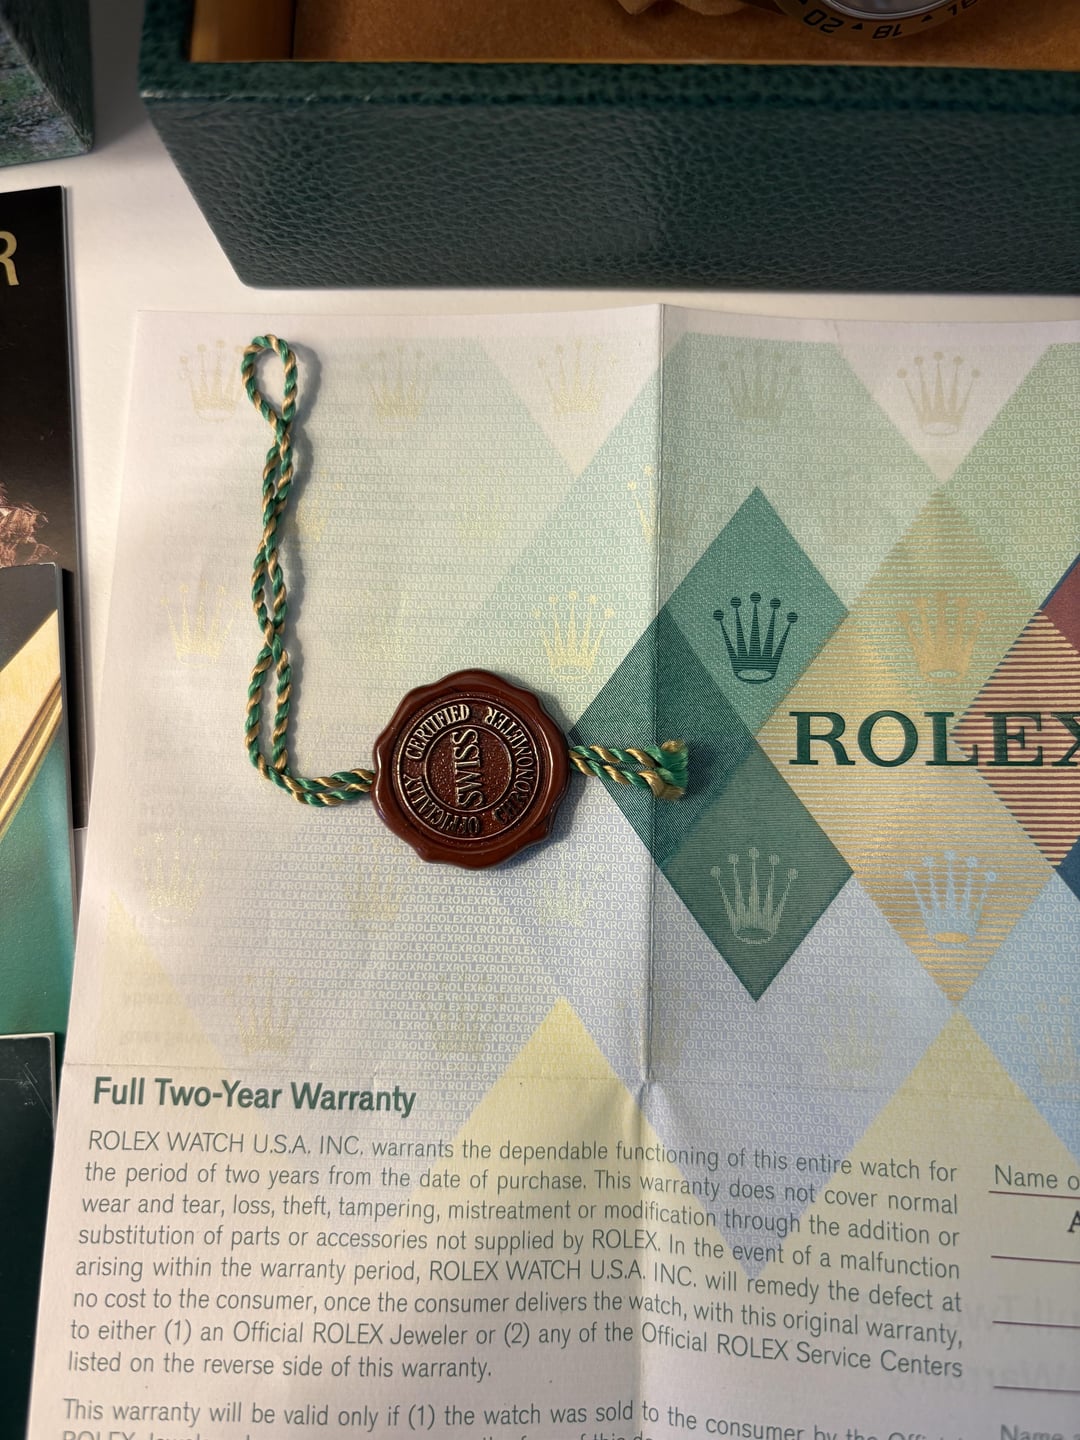 20 18 16
R
OFFICIALLY CERTIFIED CHRONOMETER
SWISS
ROLEX
Full Two-Year Warranty
ROLEX WATCH U.S.A. INC. warrants the dependable functioning of this entire watch for
the period of two years from the date of purchase. This warranty does not cover normal
wear and tear, loss, theft, tampering, mistreatment or modification through the addition or
substitution of parts or accessories not supplied by ROLEX. In the event of a malfunction
arising within the warranty period, ROLEX WATCH U.S.A. INC. will remedy the defect at
no cost to the consumer, once the consumer delivers the watch, with this original warranty,
to either (1) an Official ROLEX Jeweler or (2) any of the Official ROLEX Service Centers
listed on the reverse side of this warranty.
This warranty will be valid only if (1) the watch was sold to the consumer by the
Name o
A
Name